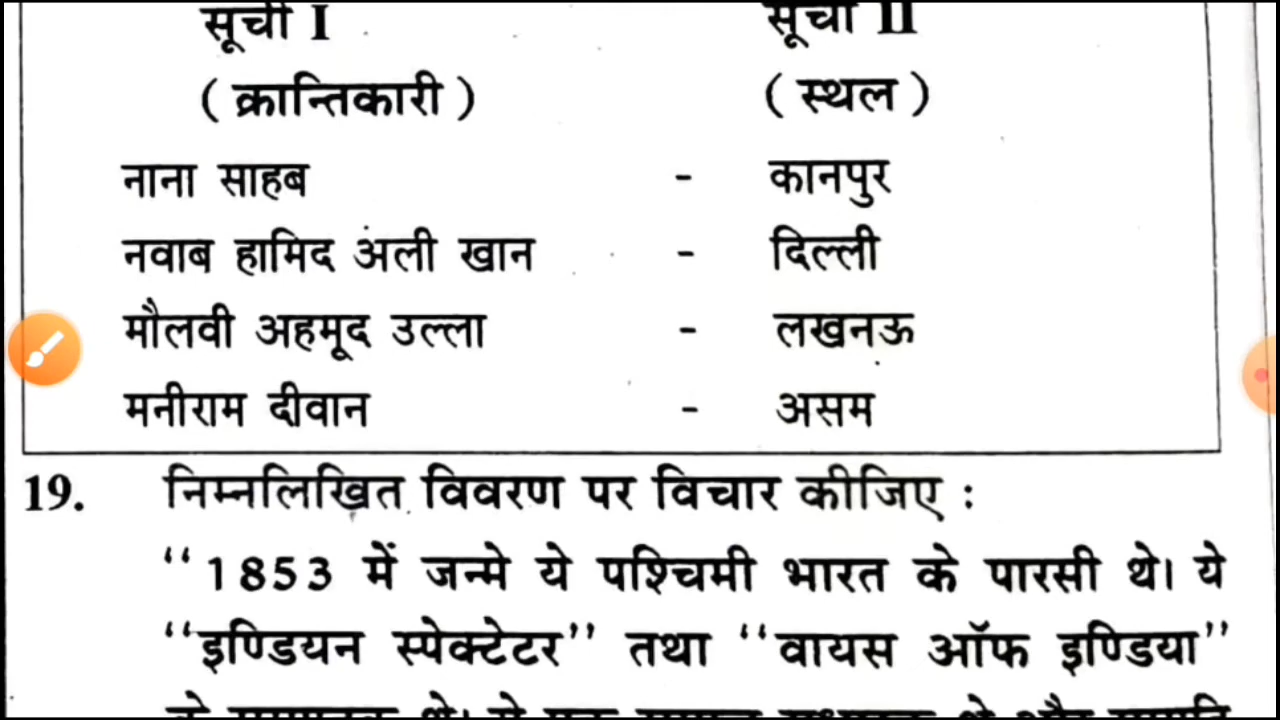 सूची I सूची II
( क्रान्तिकारी ) ( स्थल )
नाना साहब - कानपुर
नवाब हामिद अली खान - दिल्ली
मौलवी अहमूद उल्ला - लखनऊ
मनीराम दीवान - असम
19. निम्नलिखित विवरण पर विचार कीजिए :
“1853 में जन्मे ये पश्चिमी भारत के पारसी थे। ये
“इण्डियन स्पेक्टेटर” तथा “वायस ऑफ इण्डिया”